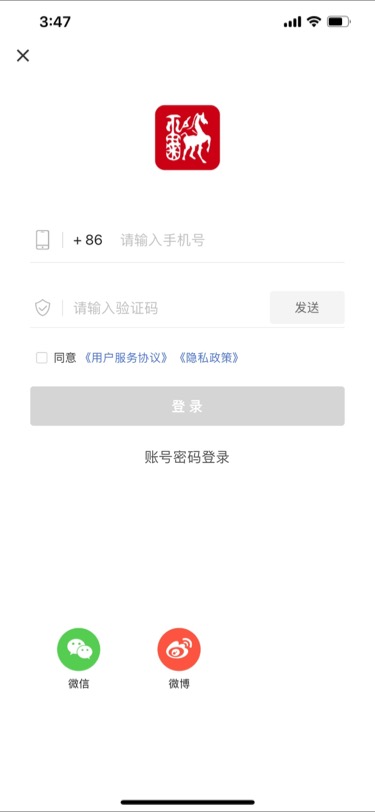 3:47
+ 86 请输入手机号
请输入验证码 发送
同意 《用户服务协议》 《隐私政策》
登 录
账号密码登录
微信 微博